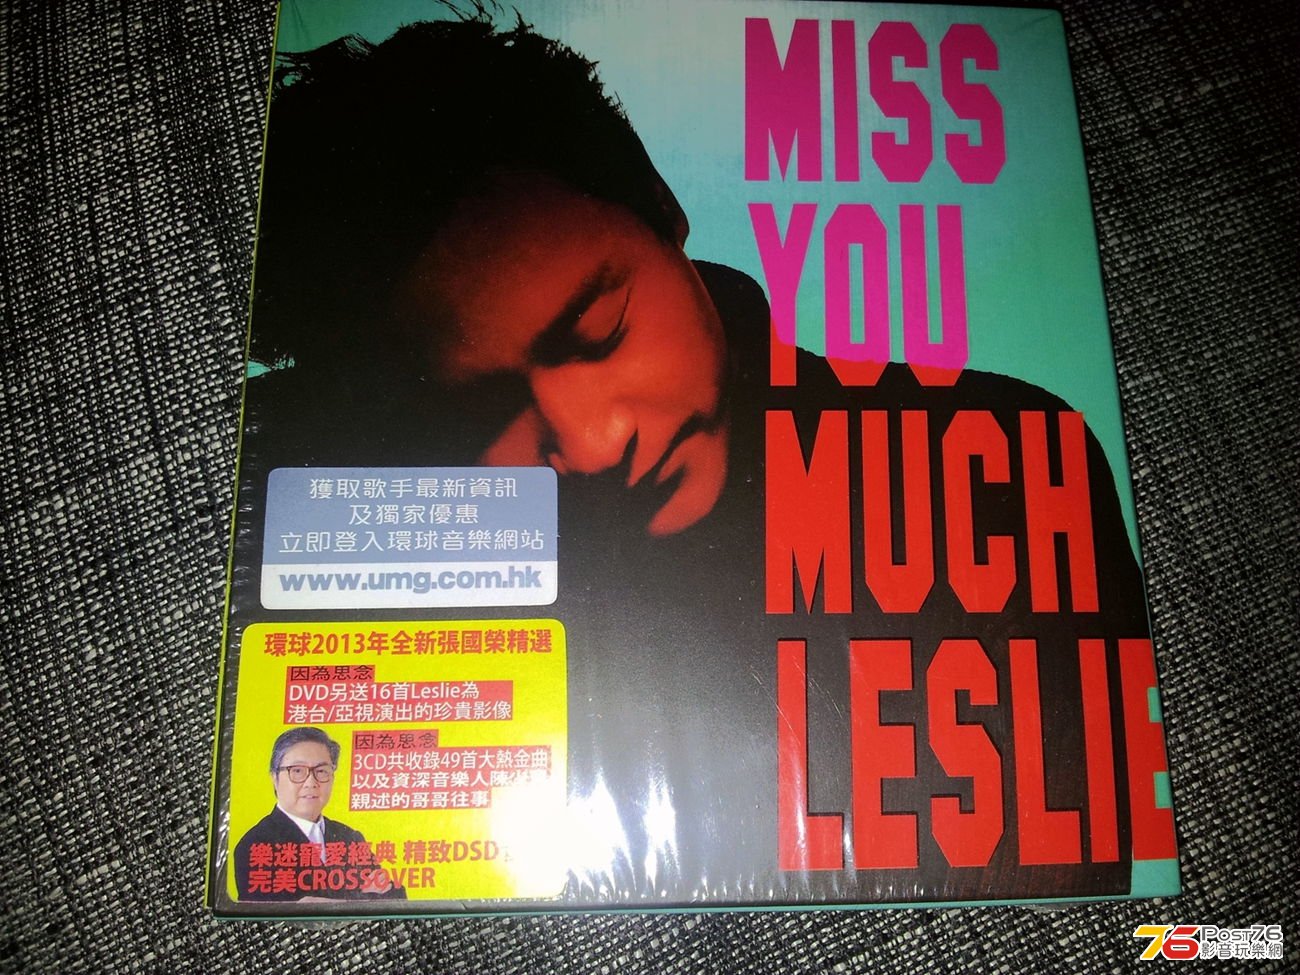 MISS
YOU
MUCH
LESLIE
獲取歌手最新資訊
及獨家優惠
立即登入環球音樂網站
www.umg.com.hk
環球2013年全新張國榮精選
因為思念
DVD另送16首Leslie為
港台/亞視演出的珍貴影像
因為思念
3CD共收錄49首大熱金曲
以及資深音樂人陳
親述的哥哥往事
樂迷寵愛經典 精致DSD
完美CROSSOVER
76 Post76
影音玩樂網